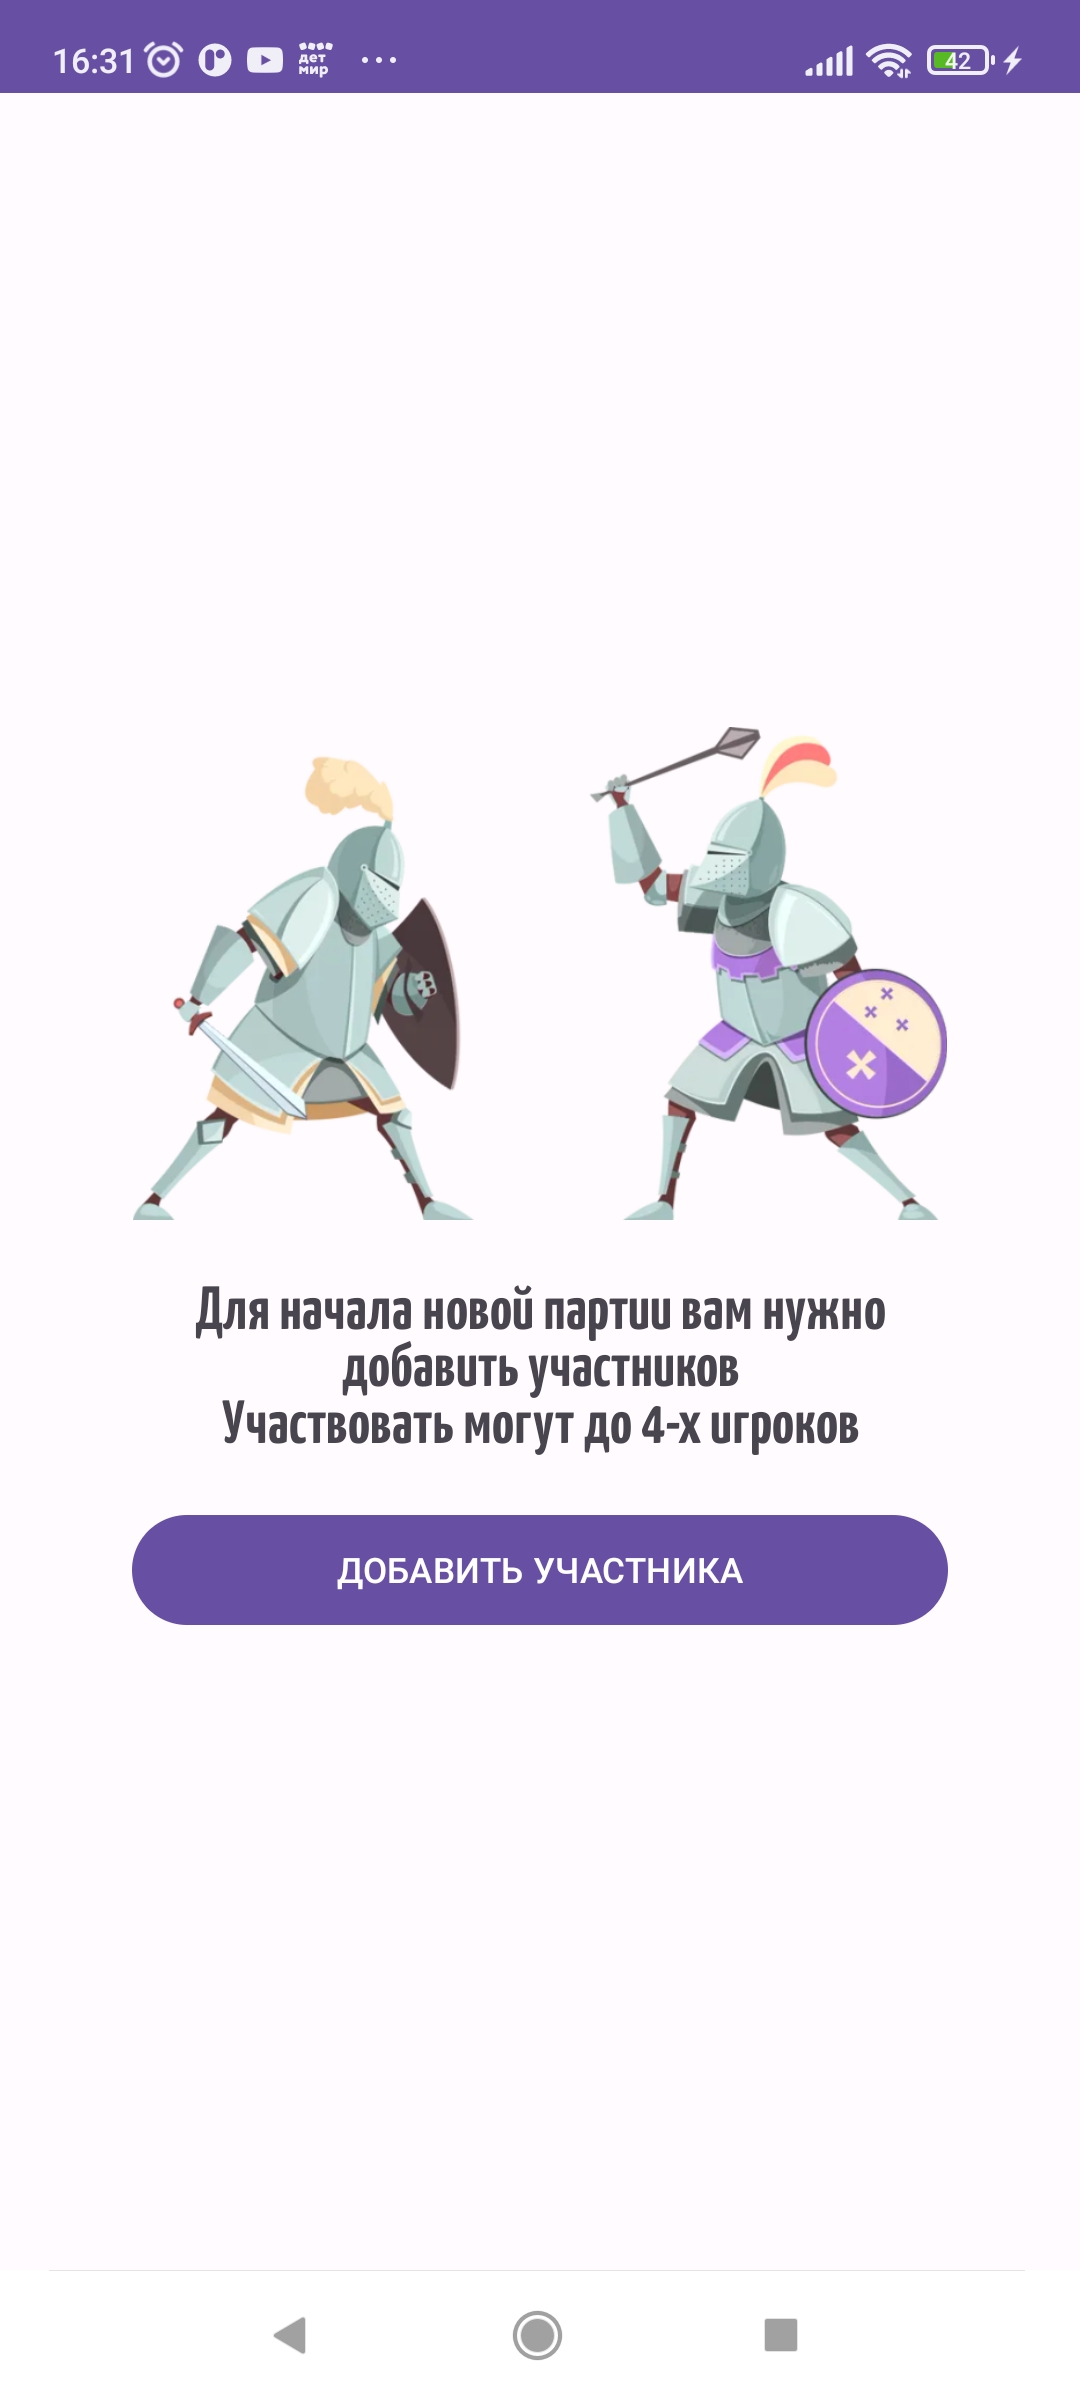 16:31 дет мир 42
Для начала новой партии вам нужно
добавить участников
Участвовать могут до 4-х игроков
ДОБАВИТЬ УЧАСТНИКА